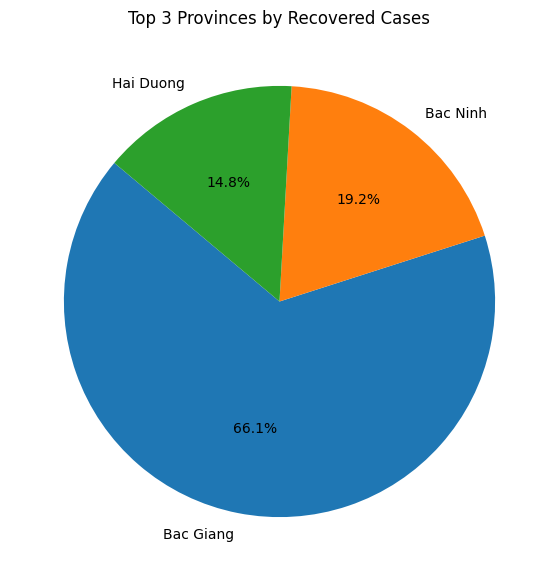 Top 3 Provinces by Recovered Cases
Hai Duong
Bac Ninh
14.8%
19.2%
66.1%
Bac Giang